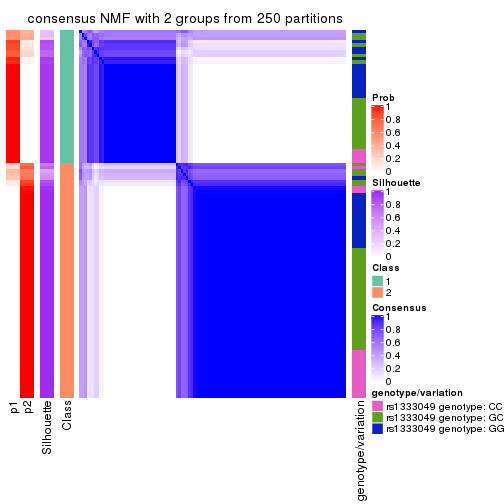 consensus NMF with 2 groups from 250 partitions
Prob
1
0.8
0.6
0.4
0.2
0
Silhouette
1
0.8
0.6
0.4
0.2
0
Class
1
2
Consensus
1
0.8
0.6
0.4
0.2
0
genotype/variation
rs1333049 genotype: CC
rs1333049 genotype: GC
rs1333049 genotype: GG
p1
p2
Silhouette
Class
genotype/variation